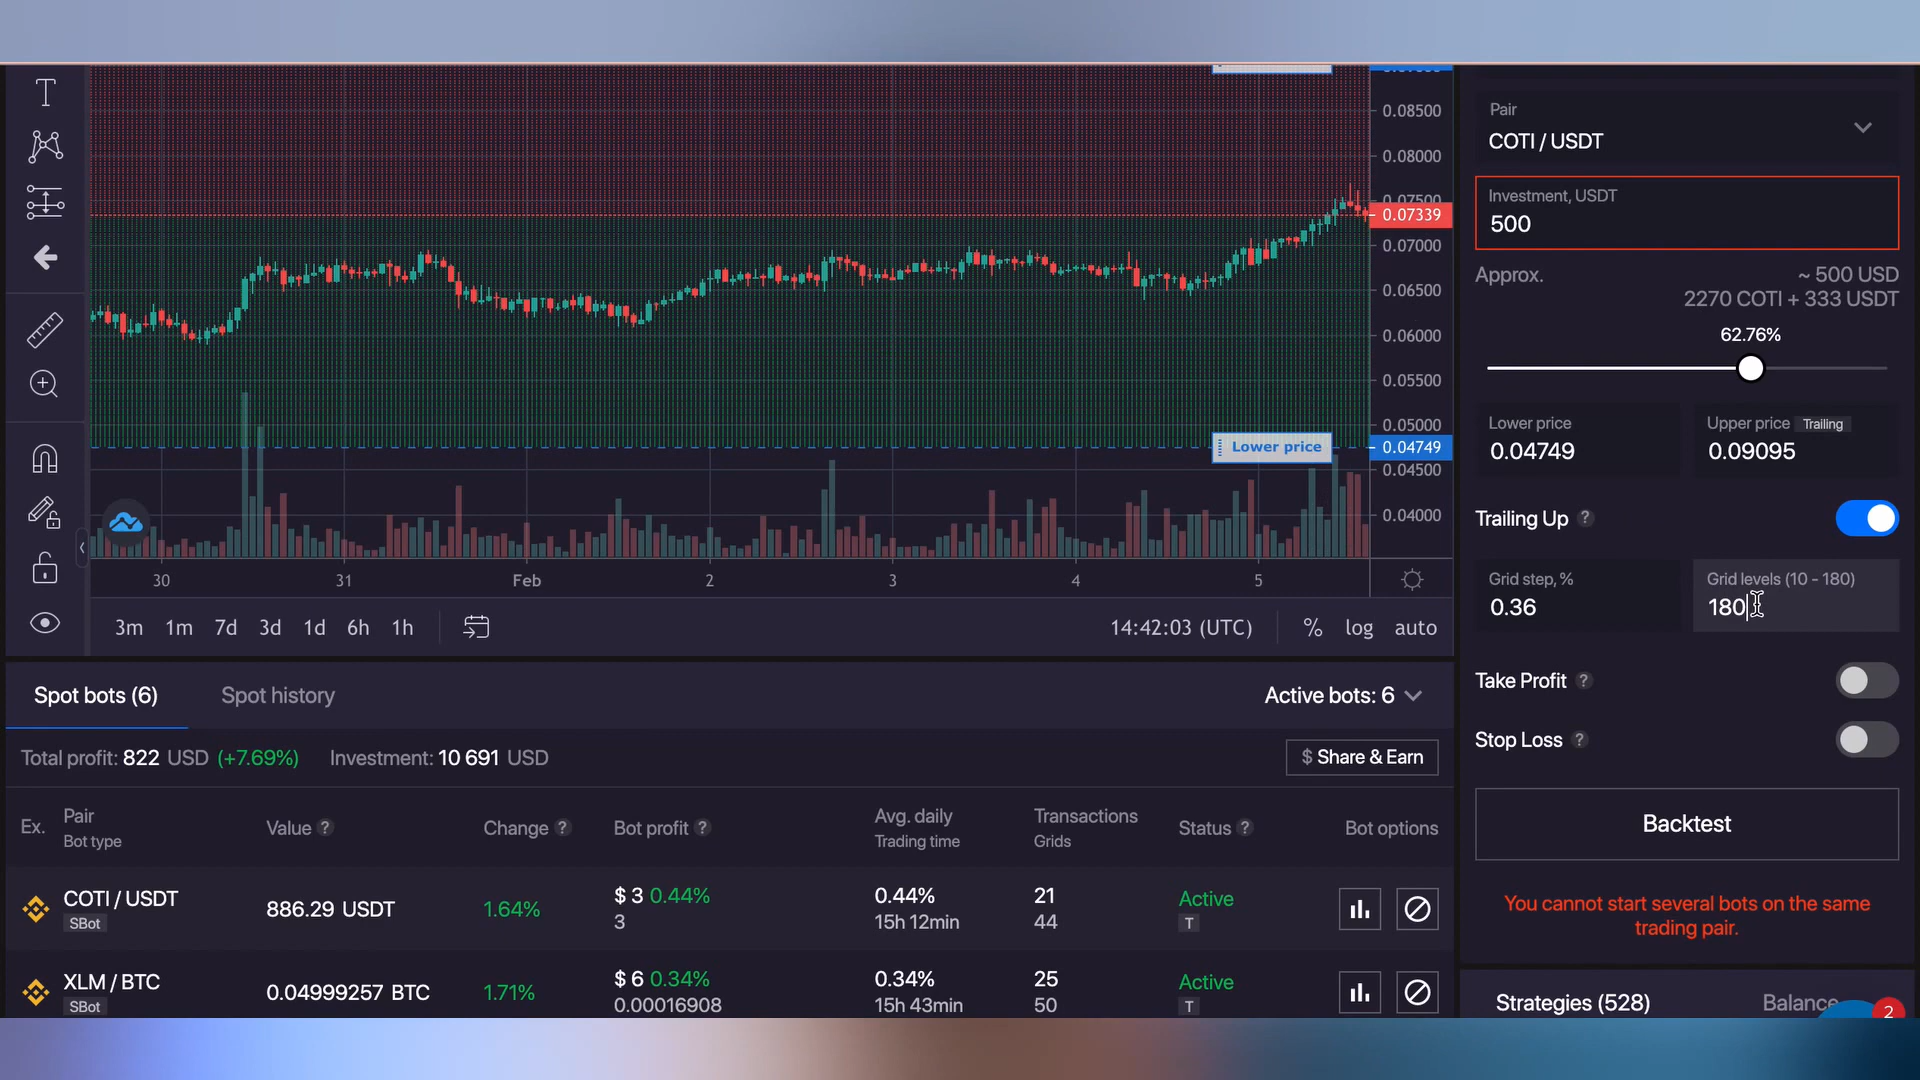 T
0.08500
0.08000
0.07500
0.07339
0.07000
0.06500
0.06000
0.05500
0.05000
Lower price
0.04749
0.04500
0.04000
30 31 Feb 2 3 4 5
3m 1m 7d 3d 1d 6h 1h
14:42:03 (UTC) % log auto
Pair
COTI / USDT
Investment, USDT
500
Approx. ~ 500 USD
2270 COTI + 333 USDT
62.76%
Lower price
0.04749
Upper price Trailing
0.09095
Trailing Up ?
Grid step, %
0.36
Grid levels (10 - 180)
180
Take Profit ?
Stop Loss ?
Backtest
You cannot start several bots on the same
trading pair.
Strategies (528) Balance
2
Spot bots (6) Spot history Active bots: 6
Total profit: 822 USD (+7.69%) Investment: 10 691 USD $ Share & Earn
Ex. Pair Value ? Change ? Bot profit ? Avg. daily Transactions Status ? Bot options
Bot type Trading time Grids
COTI / USDT 886.29 USDT 1.64% $ 3 0.44% 0.44% 21 Active
SBot 3 15h 12min 44 T
XLM / BTC 0.04999257 BTC 1.71% $ 6 0.34% 0.34% 25 Active
SBot 0.00016908 15h 43min 50 T